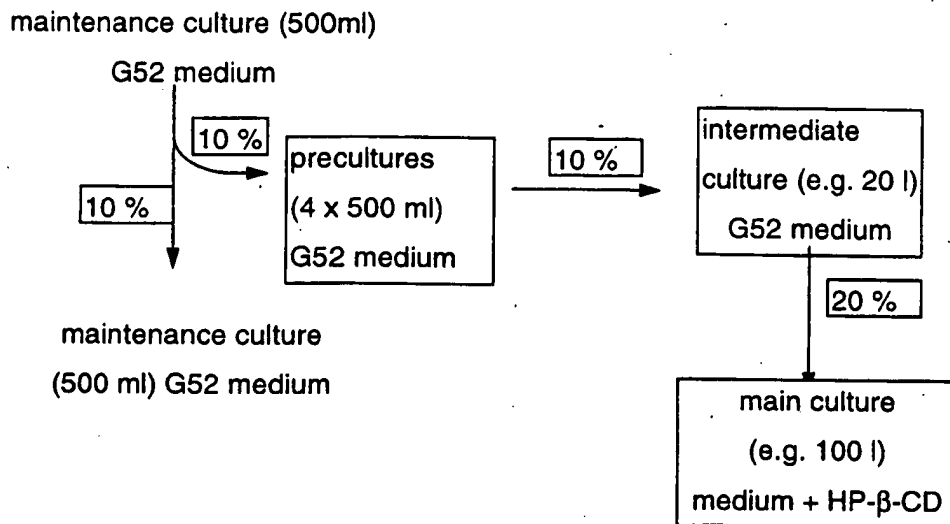 maintenance culture (500ml)
G52 medium
10 %
10 %
precultures
(4 x 500 ml)
G52 medium
10 %
intermediate
culture (e.g. 20 l)
G52 medium
20 %
maintenance culture
(500 ml) G52 medium
main culture
(e.g. 100 l)
medium + HP-β-CD